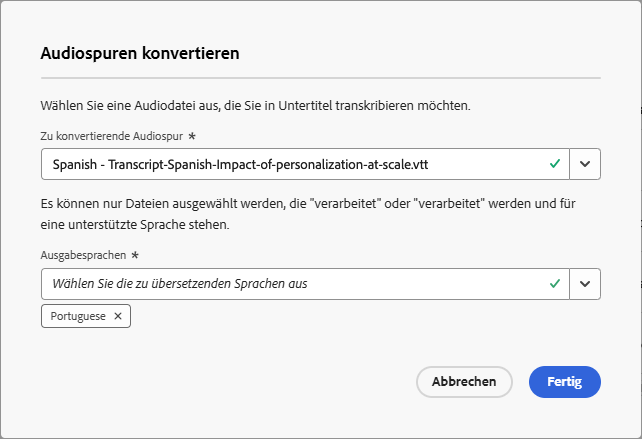 Audiospuren konvertieren
Wählen Sie eine Audiodatei aus, die Sie in Untertitel transkribieren möchten.
Zu konvertierende Audiospur *
Spanish - Transcript-Spanish-Impact-of-personalization-at-scale.vtt
Es können nur Dateien ausgewählt werden, die "verarbeitet" oder "verarbeitet" werden und für
eine unterstützte Sprache stehen.
Ausgabesprachen *
Wählen Sie die zu übersetzenden Sprachen aus
Portuguese ×
Abbrechen Fertig